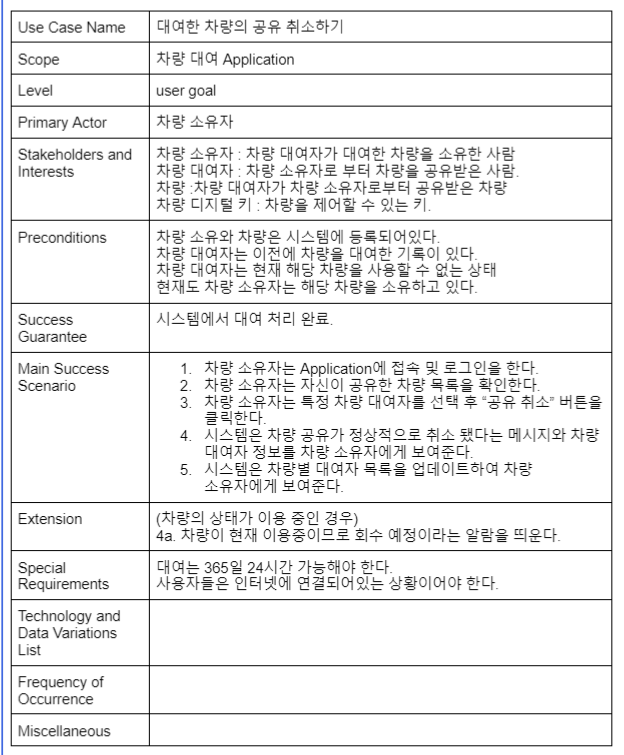 Use Case Name
대여한 차량의 공유 취소하기
Scope
차량 대여 Application
Level
user goal
Primary Actor
차량 소유자
Stakeholders and
Interests
차량 소유자 : 차량 대여자가 대여한 차량을 소유한 사람
차량 대여자 : 차량 소유자로 부터 차량을 공유받은 사람.
차량 :차량 대여자가 차량 소유자로부터 공유받은 차량
차량 디지털 키 : 차량을 제어할 수 있는 키.
Preconditions
차량 소유와 차량은 시스템에 등록되어있다.
차량 대여자는 이전에 차량을 대여한 기록이 있다.
차량 대여자는 현재 해당 차량을 사용할 수 없는 상태
현재도 차량 소유자는 해당 차량을 소유하고 있다.
Success
Guarantee
시스템에서 대여 처리 완료.
Main Success
Scenario
1. 차량 소유자는 Application에 접속 및 로그인을 한다.
2. 차량 소유자는 자신이 공유한 차량 목록을 확인한다.
3. 차량 소유자는 특정 차량 대여자를 선택 후 “공유 취소” 버튼을
클릭한다.
4. 시스템은 차량 공유가 정상적으로 취소 됐다는 메시지와 차량
대여자 정보를 차량 소유자에게 보여준다.
5. 시스템은 차량별 대여자 목록을 업데이트하여 차량
소유자에게 보여준다.
Extension
(차량의 상태가 이용 중인 경우)
4a. 차량이 현재 이용중이므로 회수 예정이라는 알람을 띄운다.
Special
Requirements
대여는 365일 24시간 가능해야 한다.
사용자들은 인터넷에 연결되어있는 상황이어야 한다.
Technology and
Data Variations
List
Frequency of
Occurrence
Miscellaneous